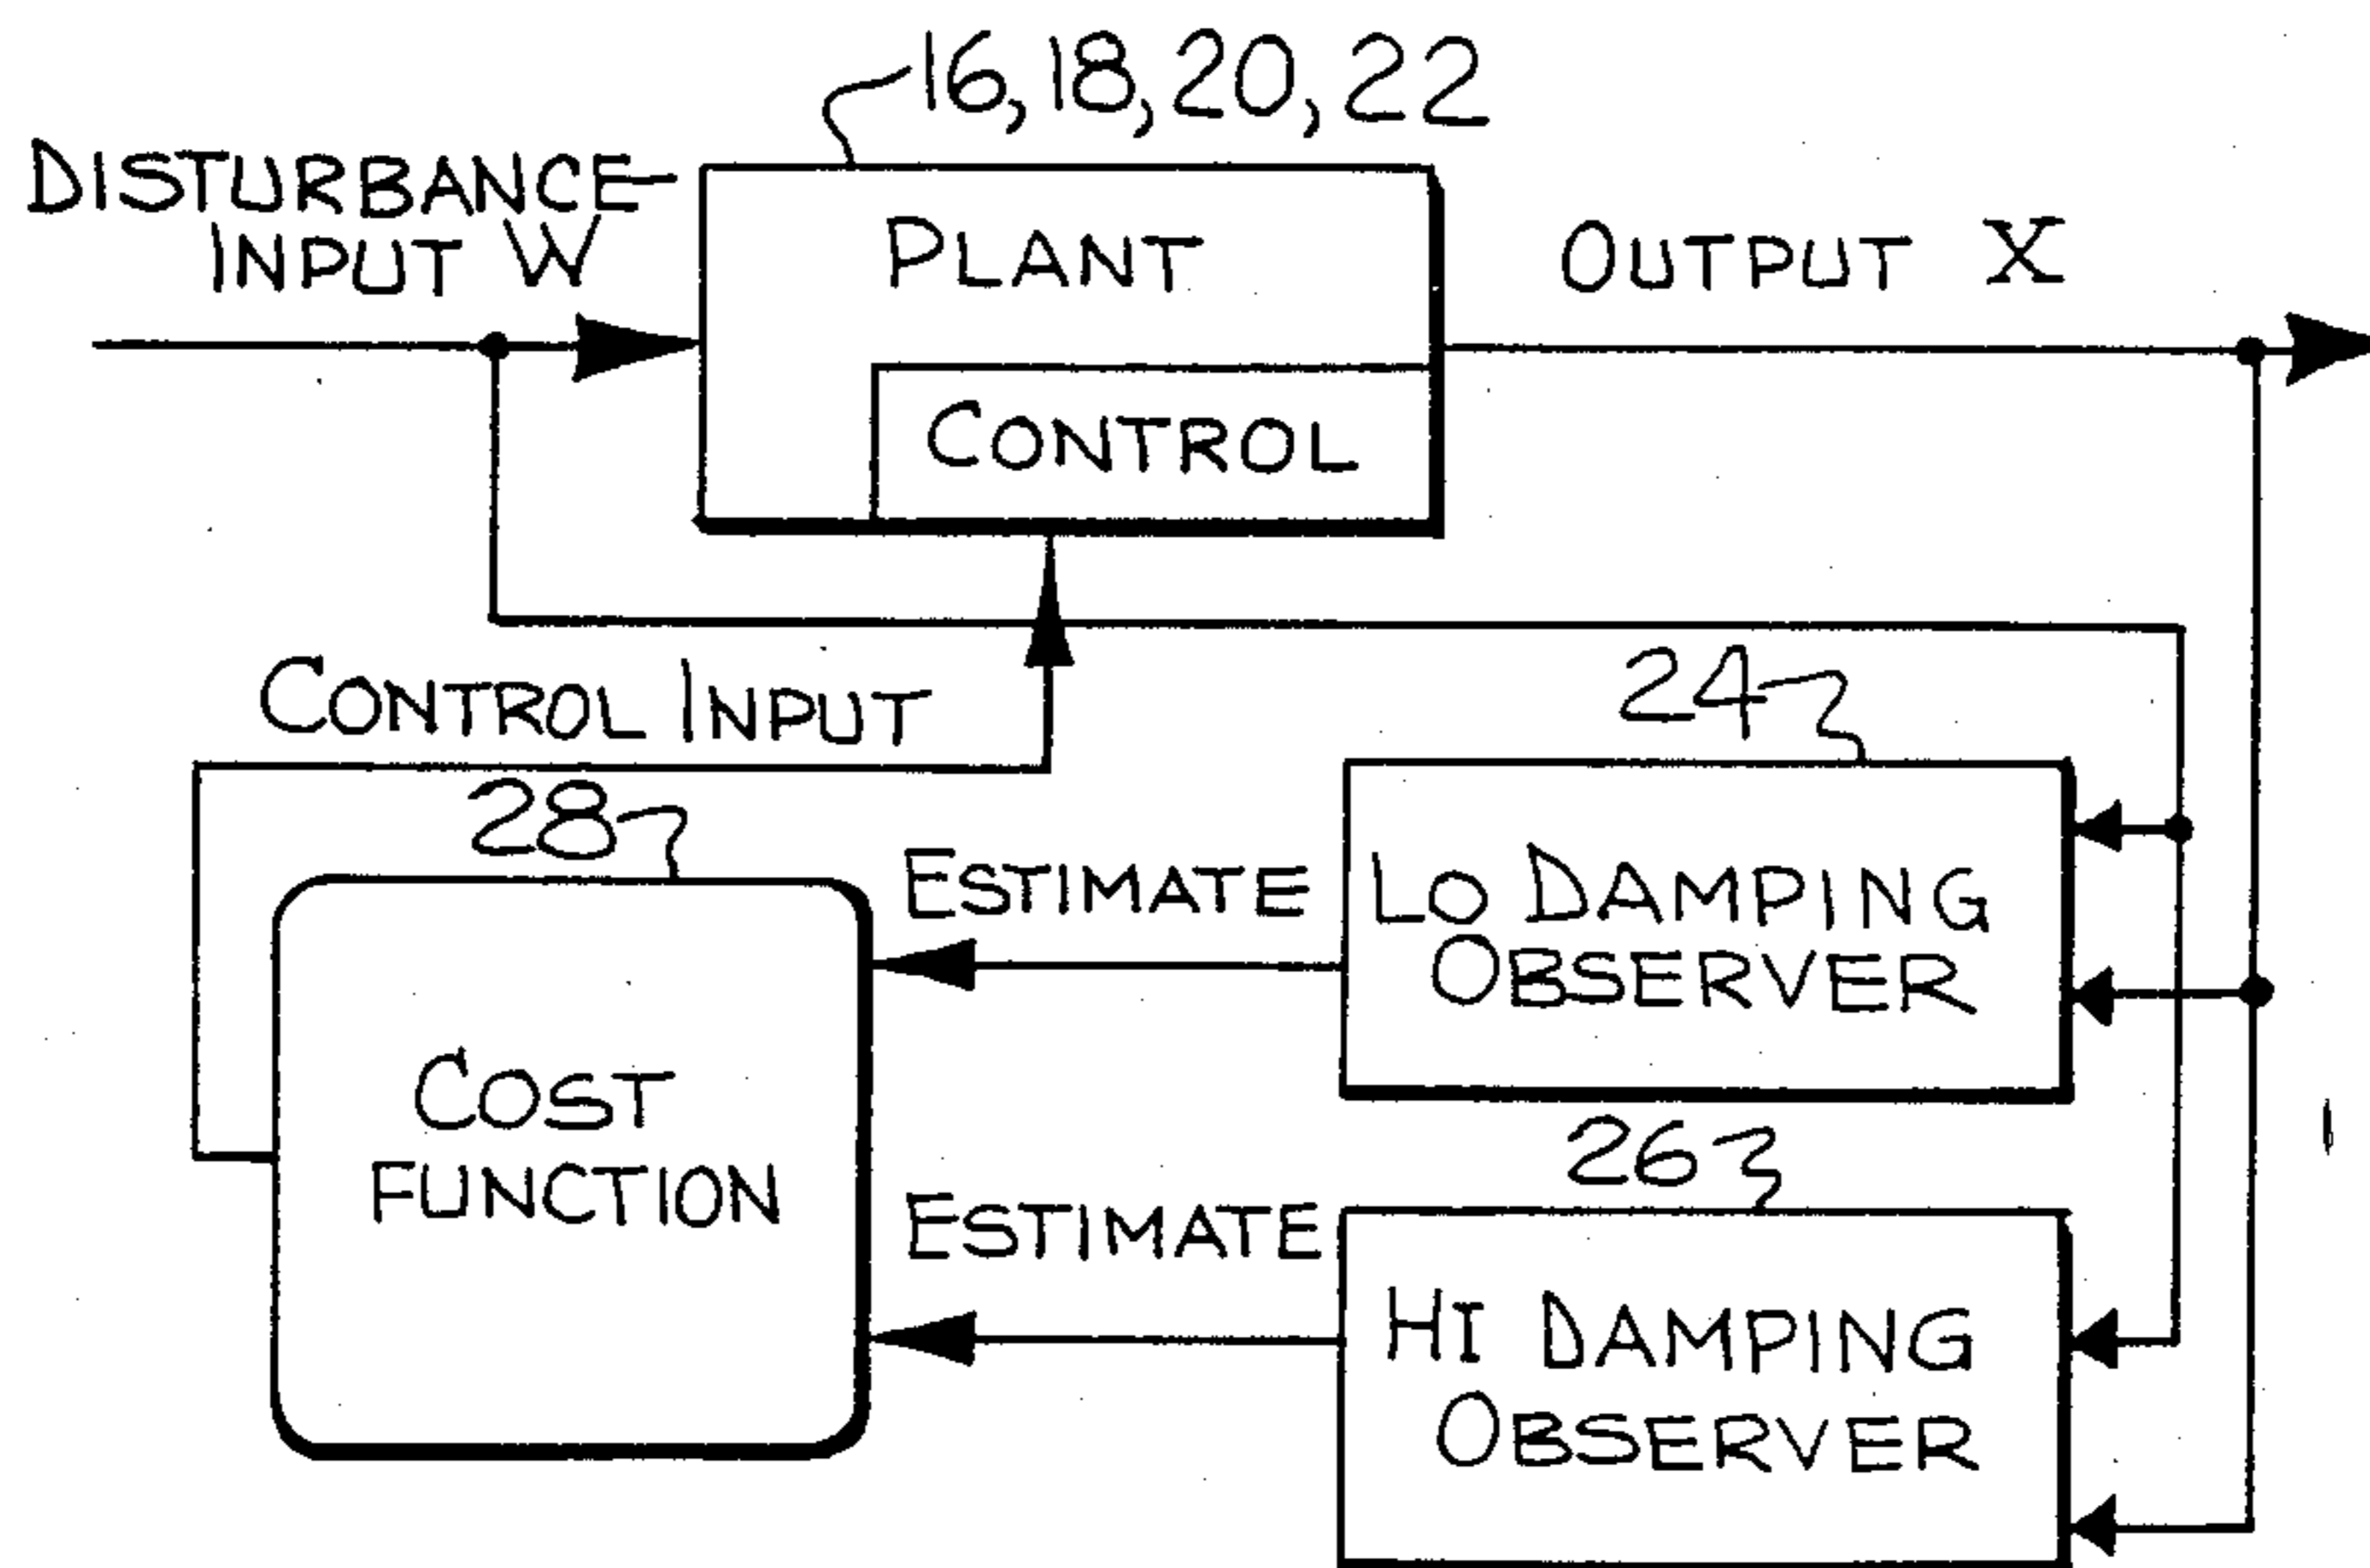 16, 18, 20, 22
DISTURBANCE
INPUT W
PLANT
OUTPUT X
CONTROL
CONTROL INPUT
24
28
ESTIMATE
LO DAMPING
OBSERVER
COST
FUNCTION
26
ESTIMATE
HI DAMPING
OBSERVER